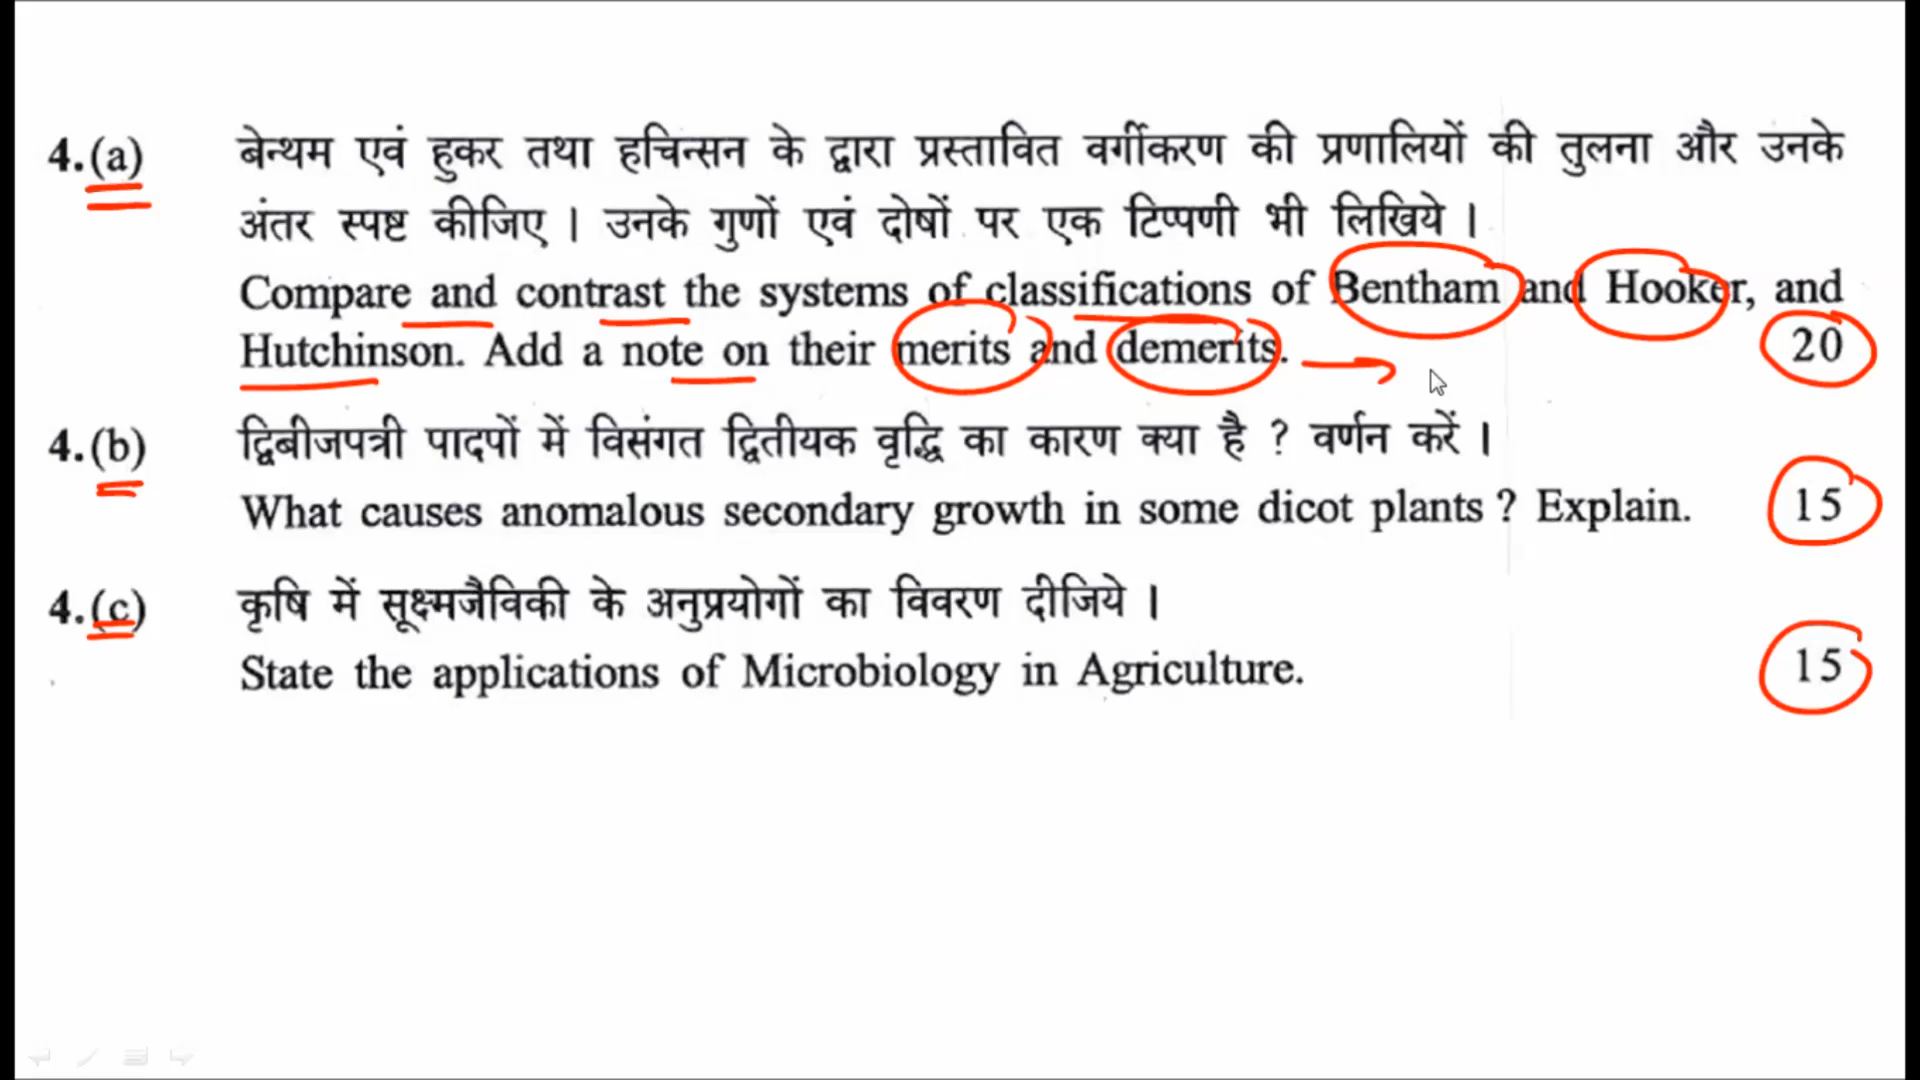 4.(a) बेन्थम एवं हुकर तथा हचिन्सन के द्वारा प्रस्तावित वर्गीकरण की प्रणालियों की तुलना और उनके
अंतर स्पष्ट कीजिए । उनके गुणों एवं दोषों पर एक टिप्पणी भी लिखिये ।
Compare and contrast the systems of classifications of Bentham and Hooker, and
Hutchinson. Add a note on their merits and demerits. 20
4.(b) द्विबीजपत्री पादपों में विसंगत द्वितीयक वृद्धि का कारण क्या है ? वर्णन करें ।
What causes anomalous secondary growth in some dicot plants ? Explain. 15
4.(c) कृषि में सूक्ष्मजैविकी के अनुप्रयोगों का विवरण दीजिये ।
State the applications of Microbiology in Agriculture. 15